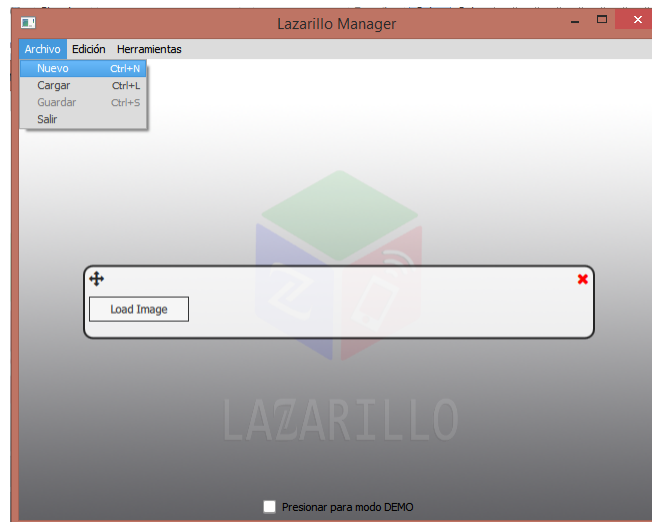 Lazarillo Manager
Archivo Edición Herramientas
Nuevo Ctrl+N
Cargar Ctrl+L
Guardar Ctrl+S
Salir
Load Image
LAZARILLO
Presionar para modo DEMO